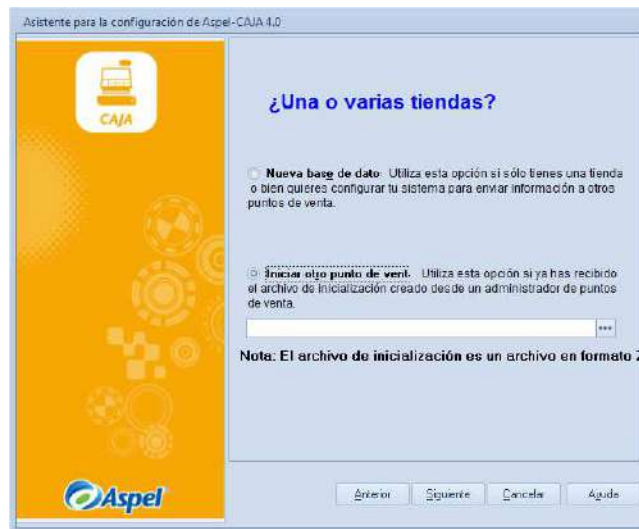 Asistente para la configuración de Aspel-CAJA 4.0
CAJA
¿Una o varias tiendas?
Nueva base de dato Utiliza esta opción si sólo tienes una tienda
o bien quieres configurar tu sistema para enviar información a otros
puntos de venta.
Iniciar otro punto de vent. Utiliza esta opción si ya has recibido
el archivo de inicialización creado desde un administrador de puntos
de venta.
...
Nota: El archivo de inicialización es un archivo en formato Z
Aspel
Anterior Siguiente Cancelar Ayuda